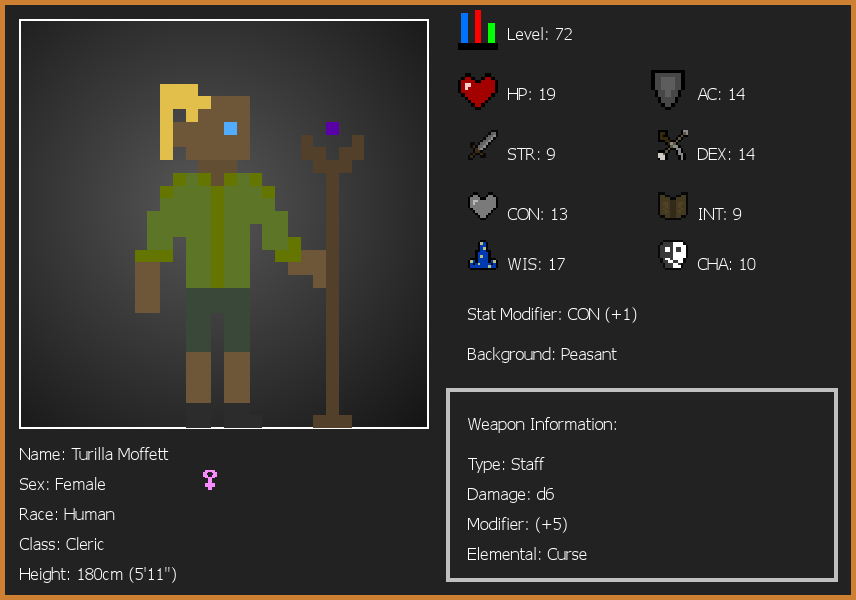 Level: 72
HP: 19
AC: 14
STR: 9
DEX: 14
CON: 13
INT: 9
WIS: 17
CHA: 10
Stat Modifier: CON (+1)
Background: Peasant
Weapon Information:
Type: Staff
Damage: d6
Modifier: (+5)
Elemental: Curse
Name: Turilla Moffett
Sex: Female
Race: Human
Class: Cleric
Height: 180cm (5'11")